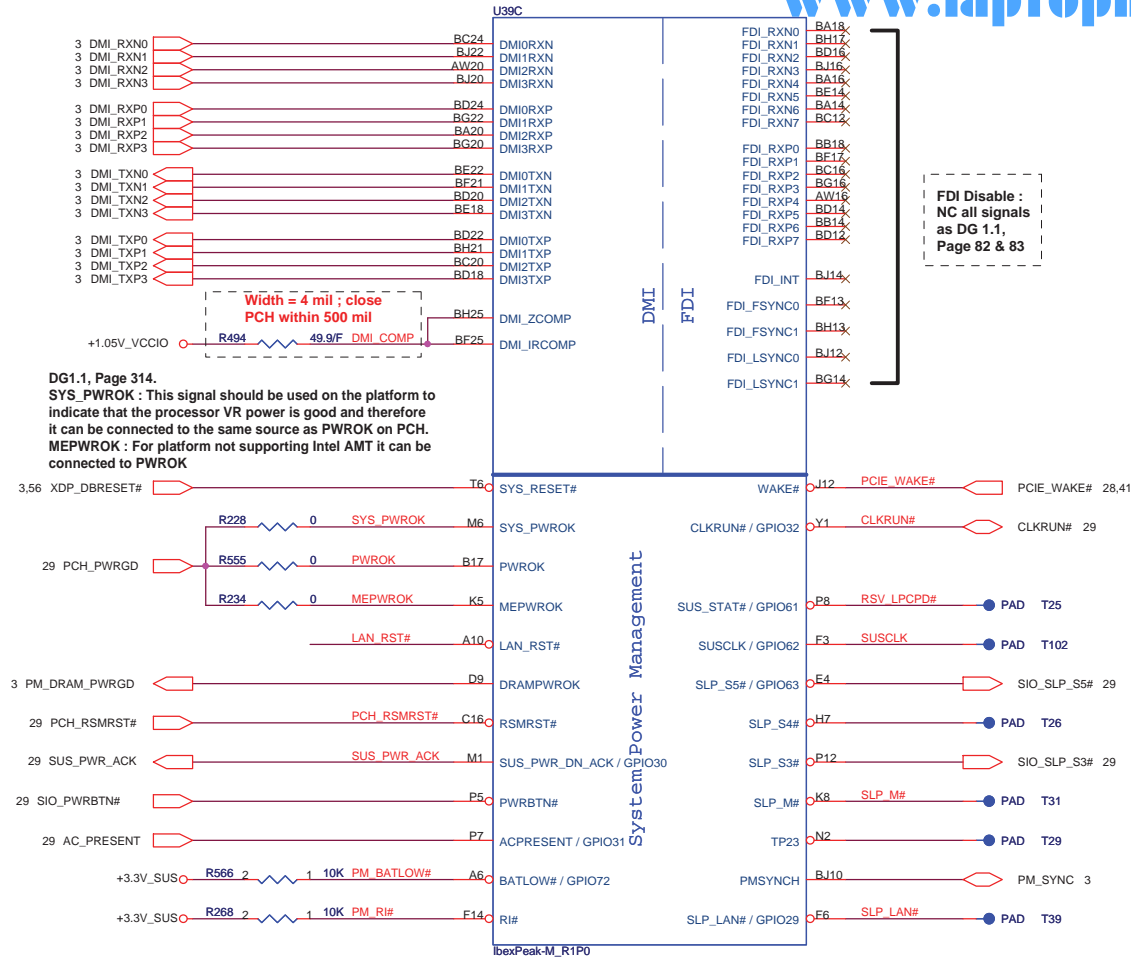 U39C
3 DMI_RXN0 BC24 DMI0RXN
3 DMI_RXN1 BJ22 DMI1RXN
3 DMI_RXN2 AW20 DMI2RXN
3 DMI_RXN3 BJ20 DMI3RXN
3 DMI_RXP0 BD24 DMI0RXP
3 DMI_RXP1 BG22 DMI1RXP
3 DMI_RXP2 BA20 DMI2RXP
3 DMI_RXP3 BG20 DMI3RXP
3 DMI_TXN0 BE22 DMI0TXN
3 DMI_TXN1 BF21 DMI1TXN
3 DMI_TXN2 BD20 DMI2TXN
3 DMI_TXN3 BE18 DMI3TXN
3 DMI_TXP0 BD22 DMI0TXP
3 DMI_TXP1 BH21 DMI1TXP
3 DMI_TXP2 BC20 DMI2TXP
3 DMI_TXP3 BD18 DMI3TXP
Width = 4 mil ; close
PCH within 500 mil
BH25 DMI_ZCOMP
+1.05V_VCCIO R494 49.9/F DMI_COMP BF25 DMI_IRCOMP
DMI
FDI
FDI_RXN0 BA18
FDI_RXN1 BH17
FDI_RXN2 BD16
FDI_RXN3 BJ16
FDI_RXN4 BA16
FDI_RXN5 BE14
FDI_RXN6 BA14
FDI_RXN7 BC12
FDI_RXP0 BB18
FDI_RXP1 BF17
FDI_RXP2 BC16
FDI_RXP3 BG16
FDI_RXP4 AW16
FDI_RXP5 BD14
FDI_RXP6 BB14
FDI_RXP7 BD12
FDI_INT BJ14
FDI_FSYNC0 BF13
FDI_FSYNC1 BH13
FDI_LSYNC0 BJ12
FDI_LSYNC1 BG14
FDI Disable :
NC all signals
as DG 1.1,
Page 82 & 83
DG1.1, Page 314.
SYS_PWROK : This signal should be used on the platform to
indicate that the processor VR power is good and therefore
it can be connected to the same source as PWROK on PCH.
MEPWROK : For platform not supporting Intel AMT it can be
connected to PWROK
3,56 XDP_DBRESET# T6 SYS_RESET#
R228 0 SYS_PWROK M6 SYS_PWROK
29 PCH_PWRGD R555 0 PWROK B17 PWROK
R234 0 MEPWROK K5 MEPWROK
LAN_RST# A10 LAN_RST#
3 PM_DRAM_PWRGD D9 DRAMPWROK
29 PCH_RSMRST# PCH_RSMRST# C16 RSMRST#
29 SUS_PWR_ACK SUS_PWR_ACK M1 SUS_PWR_DN_ACK / GPIO30
29 SIO_PWRBTN# P5 PWRBTN#
29 AC_PRESENT P7 ACPRESENT / GPIO31
+3.3V_SUS R566 2 1 10K PM_BATLOW# A6 BATLOW# / GPIO72
+3.3V_SUS R268 2 1 10K PM_RI# F14 RI#
System Power Management
WAKE# J12 PCIE_WAKE# PCIE_WAKE# 28,41
CLKRUN# / GPIO32 Y1 CLKRUN# CLKRUN# 29
SUS_STAT# / GPIO61 P8 RSV_LPCPD# PAD T25
SUSCLK / GPIO62 F3 SUSCLK PAD T102
SLP_S5# / GPIO63 E4 SIO_SLP_S5# 29
SLP_S4# H7 PAD T26
SLP_S3# P12 SIO_SLP_S3# 29
SLP_M# K8 SLP_M# PAD T31
TP23 N2 PAD T29
PMSYNCH BJ10 PM_SYNC 3
SLP_LAN# / GPIO29 F6 SLP_LAN# PAD T39
IbexPeak-M_R1P0